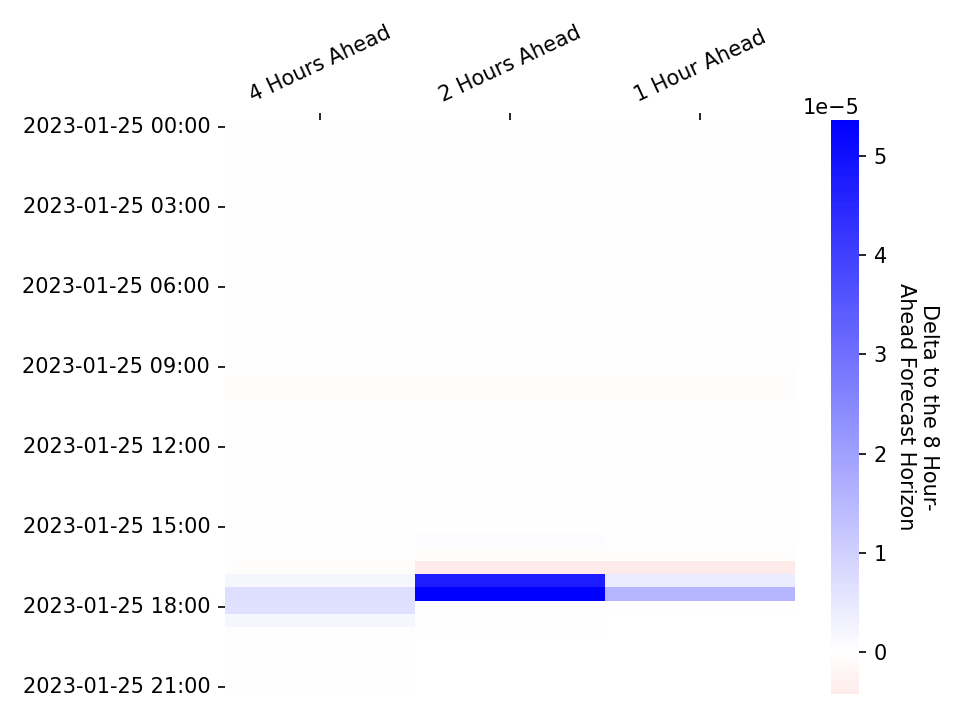 4 Hours Ahead
2 Hours Ahead
1 Hour Ahead
1e−5
2023-01-25 00:00
2023-01-25 03:00
2023-01-25 06:00
2023-01-25 09:00
2023-01-25 12:00
2023-01-25 15:00
2023-01-25 18:00
2023-01-25 21:00
5
4
3
2
1
0
Delta to the 8 Hour-
Ahead Forecast Horizon